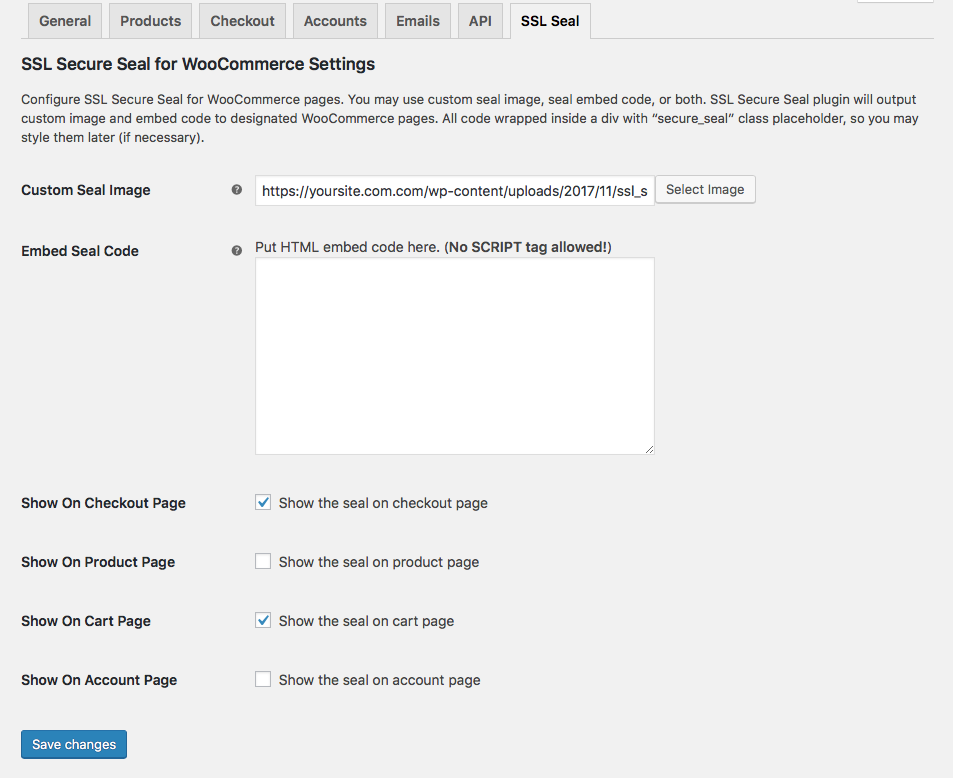 General Products Checkout Accounts Emails API SSL Seal
SSL Secure Seal for WooCommerce Settings
Configure SSL Secure Seal for WooCommerce pages. You may use custom seal image, seal embed code, or both. SSL Secure Seal plugin will output
custom image and embed code to designated WooCommerce pages. All code wrapped inside a div with “secure_seal” class placeholder, so you may
style them later (if necessary).
Custom Seal Image ? https://yoursite.com.com/wp-content/uploads/2017/11/ssl_s Select Image
Embed Seal Code ? Put HTML embed code here. (No SCRIPT tag allowed!)
Show On Checkout Page Show the seal on checkout page
Show On Product Page Show the seal on product page
Show On Cart Page Show the seal on cart page
Show On Account Page Show the seal on account page
Save changes